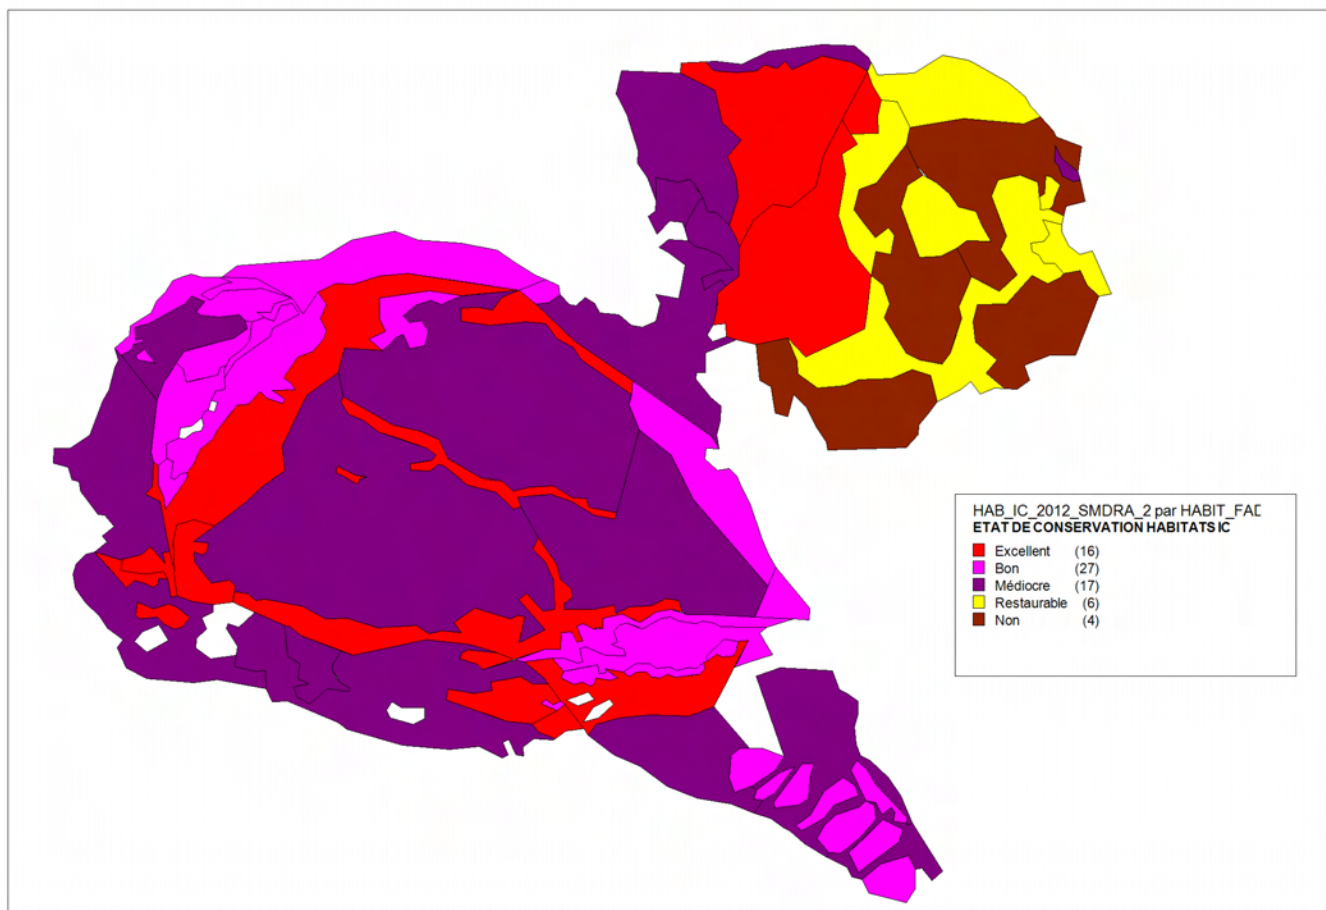 HAB_IC_2012_SMDRA_2 par HABIT_FAD
ETAT DE CONSERVATION HABITATS IC
Excellent (16)
Bon (27)
Médiocre (17)
Restaurable (6)
Non (4)